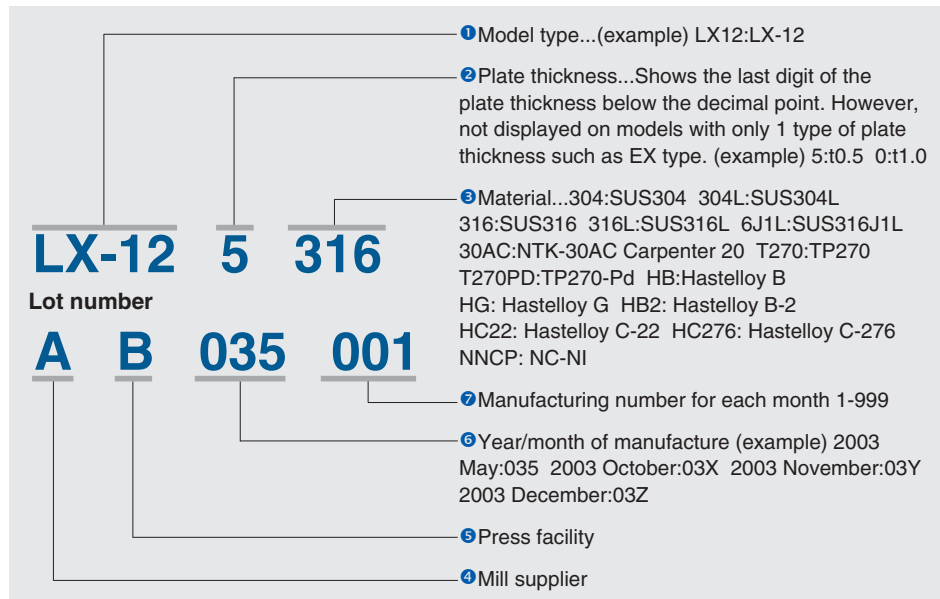 ❶Model type...(example) LX12:LX-12
❷Plate thickness...Shows the last digit of the
plate thickness below the decimal point. However,
not displayed on models with only 1 type of plate
thickness such as EX type. (example) 5:t0.5 0:t1.0
❸Material...304:SUS304 304L:SUS304L
316:SUS316 316L:SUS316L 6J1L:SUS316J1L
30AC:NTK-30AC Carpenter 20 T270:TP270
T270PD:TP270-Pd HB:Hastelloy B
HG: Hastelloy G HB2: Hastelloy B-2
HC22: Hastelloy C-22 HC276: Hastelloy C-276
NNCP: NC-NI
LX-12 5 316
Lot number
A B 035 001
❼Manufacturing number for each month 1-999
❻Year/month of manufacture (example) 2003
May:035 2003 October:03X 2003 November:03Y
2003 December:03Z
❺Press facility
❹Mill supplier